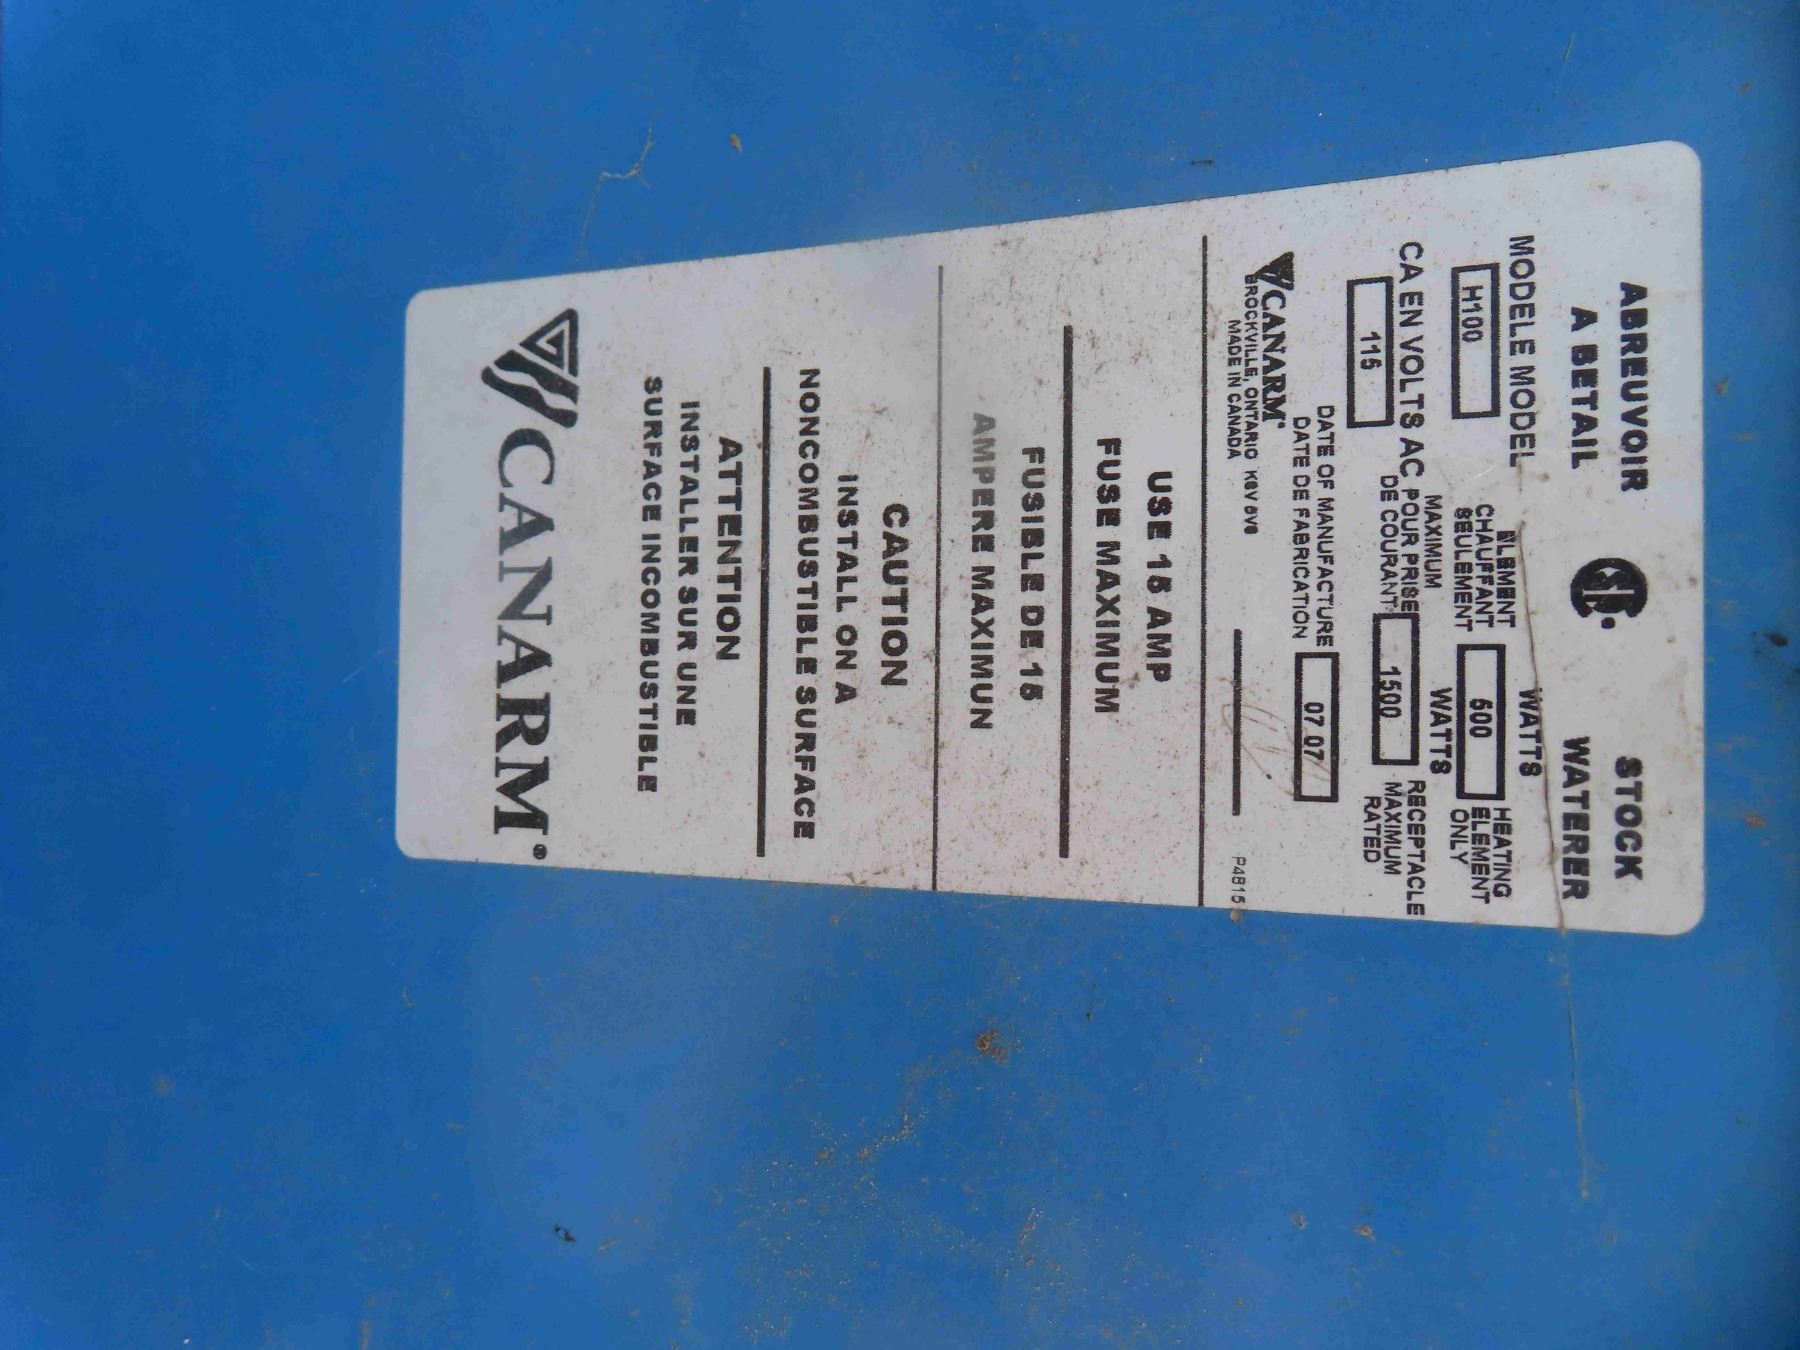 ABREUVOIR
A BETAIL
STOCK
WATERER
MODELE MODEL
H100
ELEMENT
CHAUFFANT
SEULEMENT
WATTS
500
HEATING
ELEMENT
ONLY
CA EN VOLTS AC
115
MAXIMUM
POUR PRISE
DE COURANT
WATTS
1500
RECEPTACLE
MAXIMUM
RATED
DATE OF MANUFACTURE
DATE DE FABRICATION
07 07
CANARM
BROCKVILLE, ONTARIO K6V 5V8
MADE IN CANADA
P4815
USE 15 AMP
FUSE MAXIMUM
FUSIBLE DE 15
AMPERE MAXIMUN
CAUTION
INSTALL ON A
NONCOMBUSTIBLE SURFACE
ATTENTION
INSTALLER SUR UNE
SURFACE INCOMBUSTIBLE
CANARM®